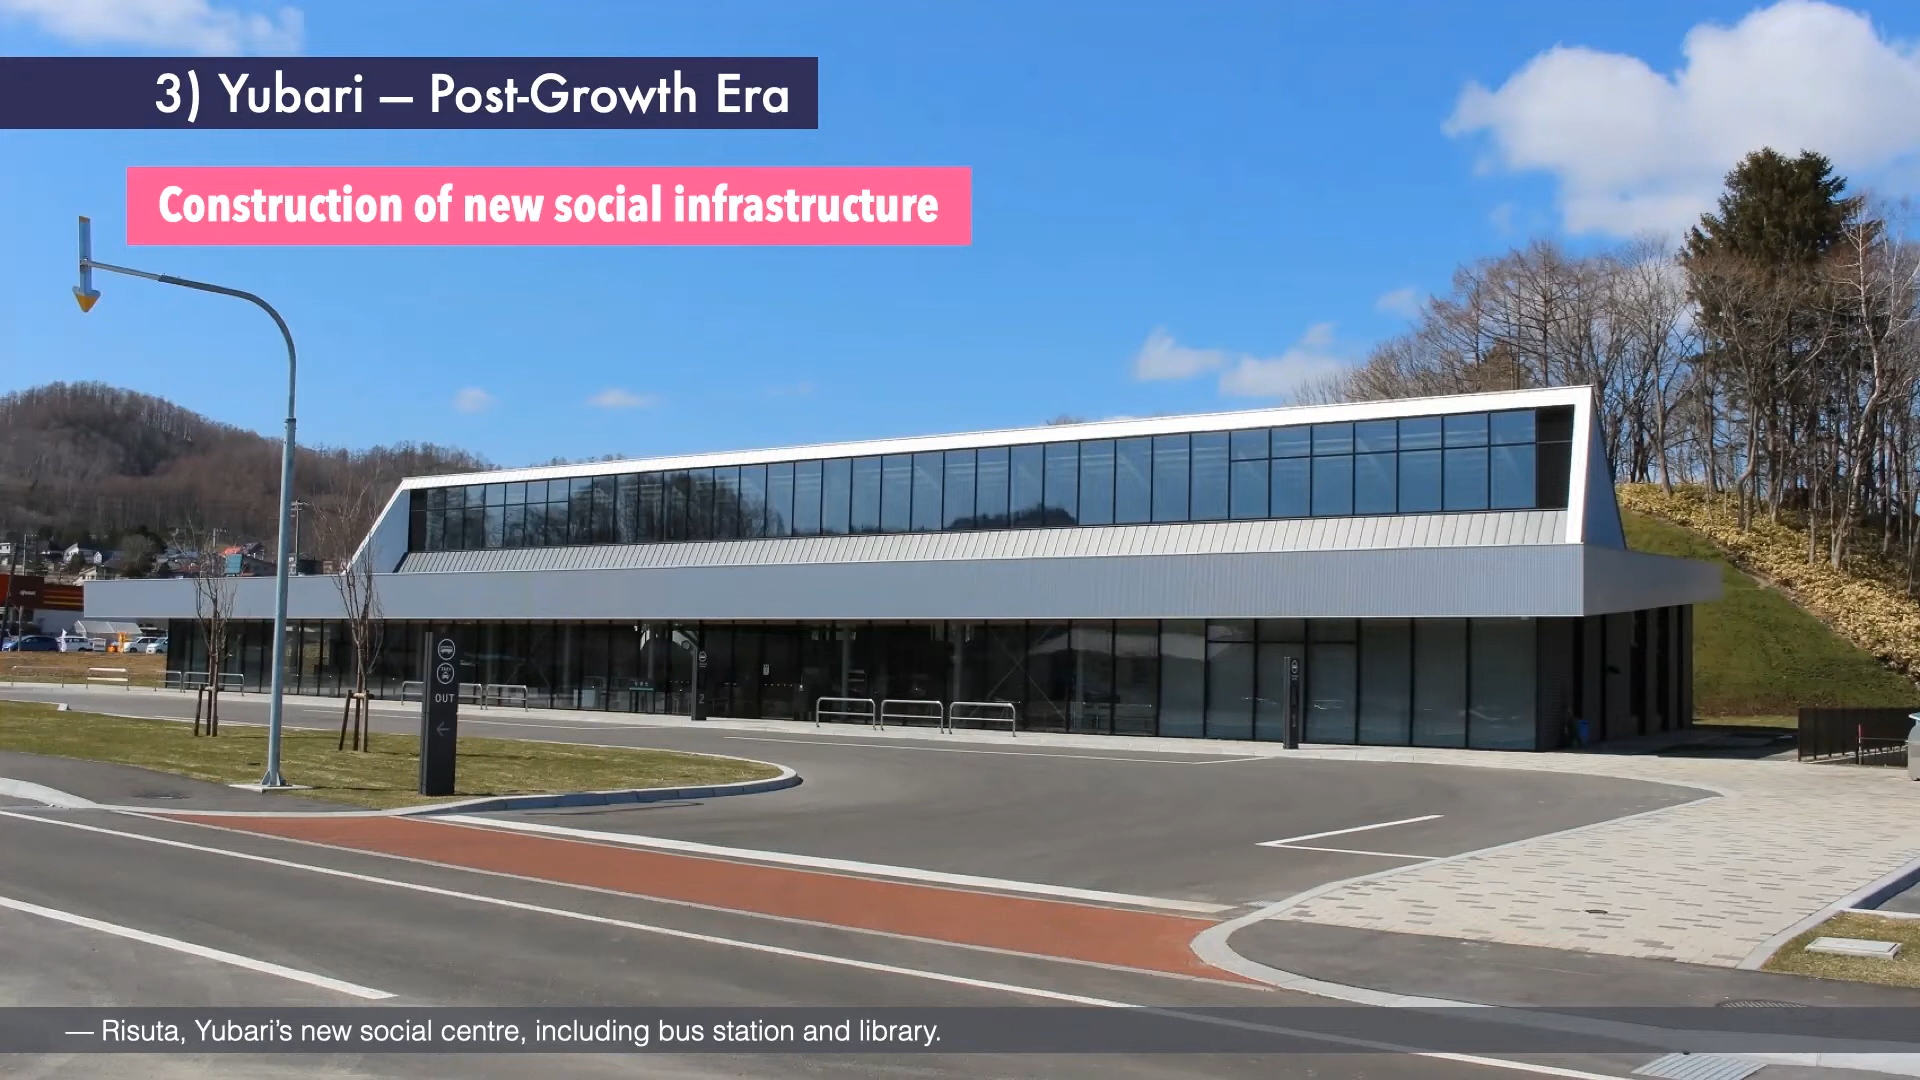 3) Yubari — Post-Growth Era
Construction of new social infrastructure
OUT
2
— Risuta, Yubari's new social centre, including bus station and library.